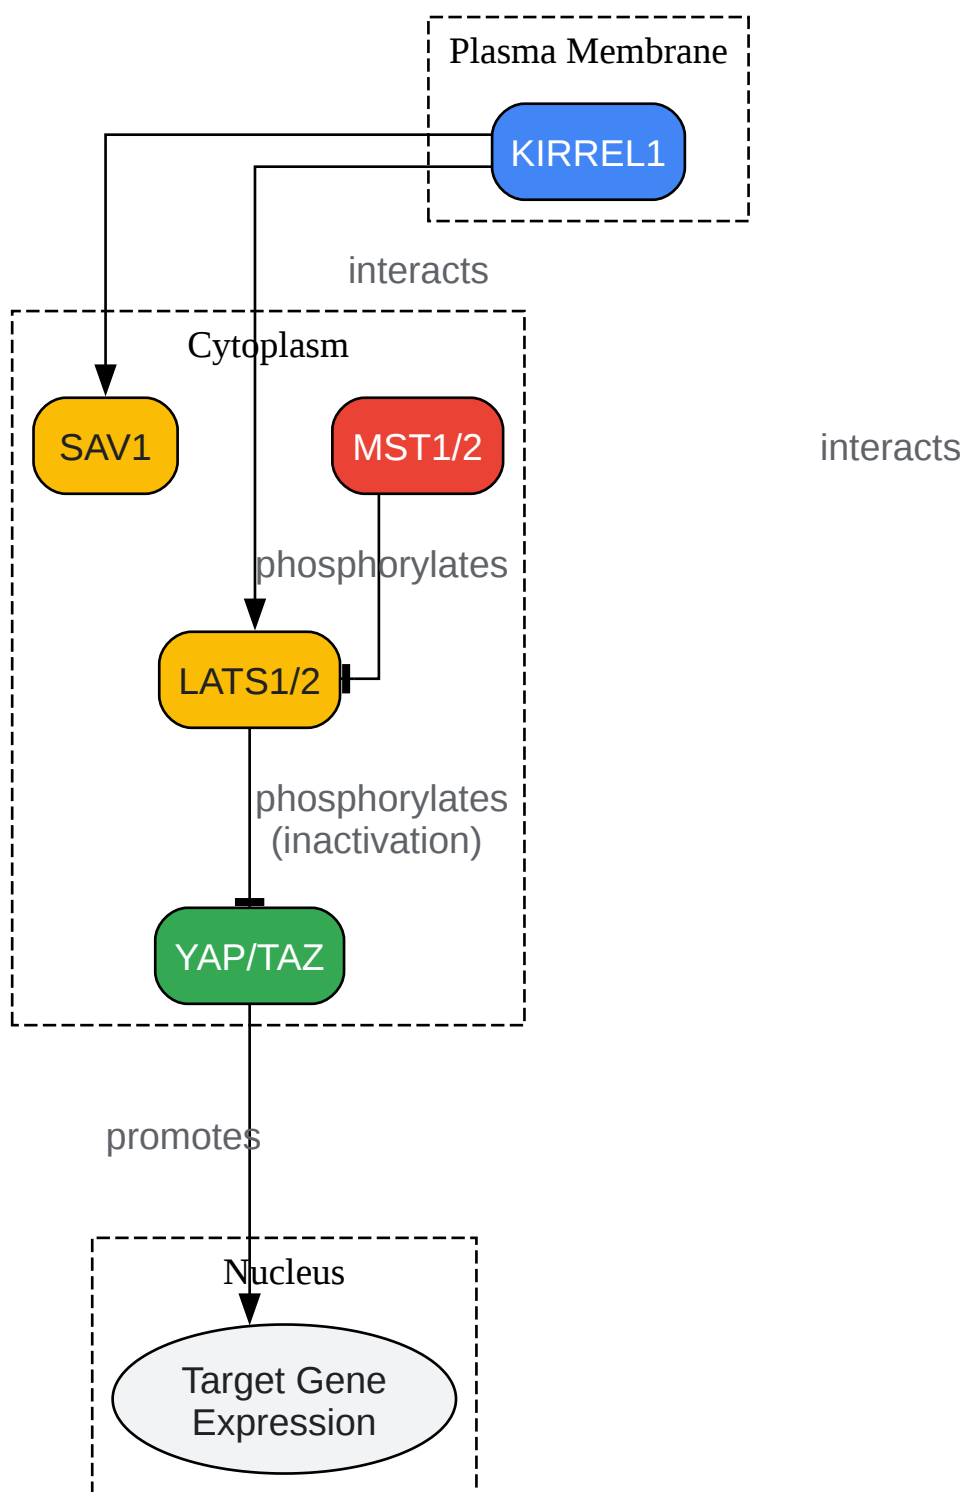 Plasma Membrane
KIRREL1
interacts
Cytoplasm
SAV1
MST1/2
interacts
phosphorylates
LATS1/2
phosphorylates
(inactivation)
YAP/TAZ
promotes
Nucleus
Target Gene
Expression